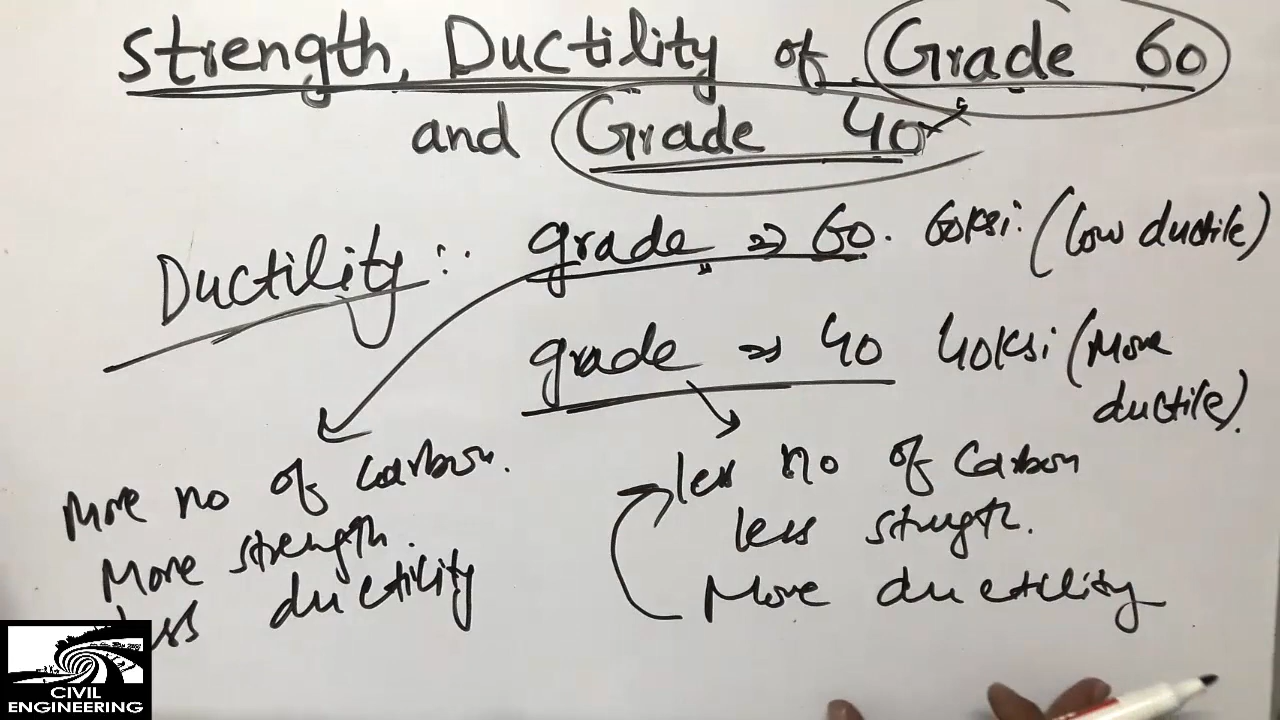 Strength, Ductility of Grade 60
and Grade 40
Ductility :. grade ⇒ 60. 60ksi. (low ductile)
grade ⇒ 40 40ksi (More
ductile).
More no of carbon.
More strength.
less ductility
less no of Carbon
less strength.
More ductility
CIVIL
ENGINEERING